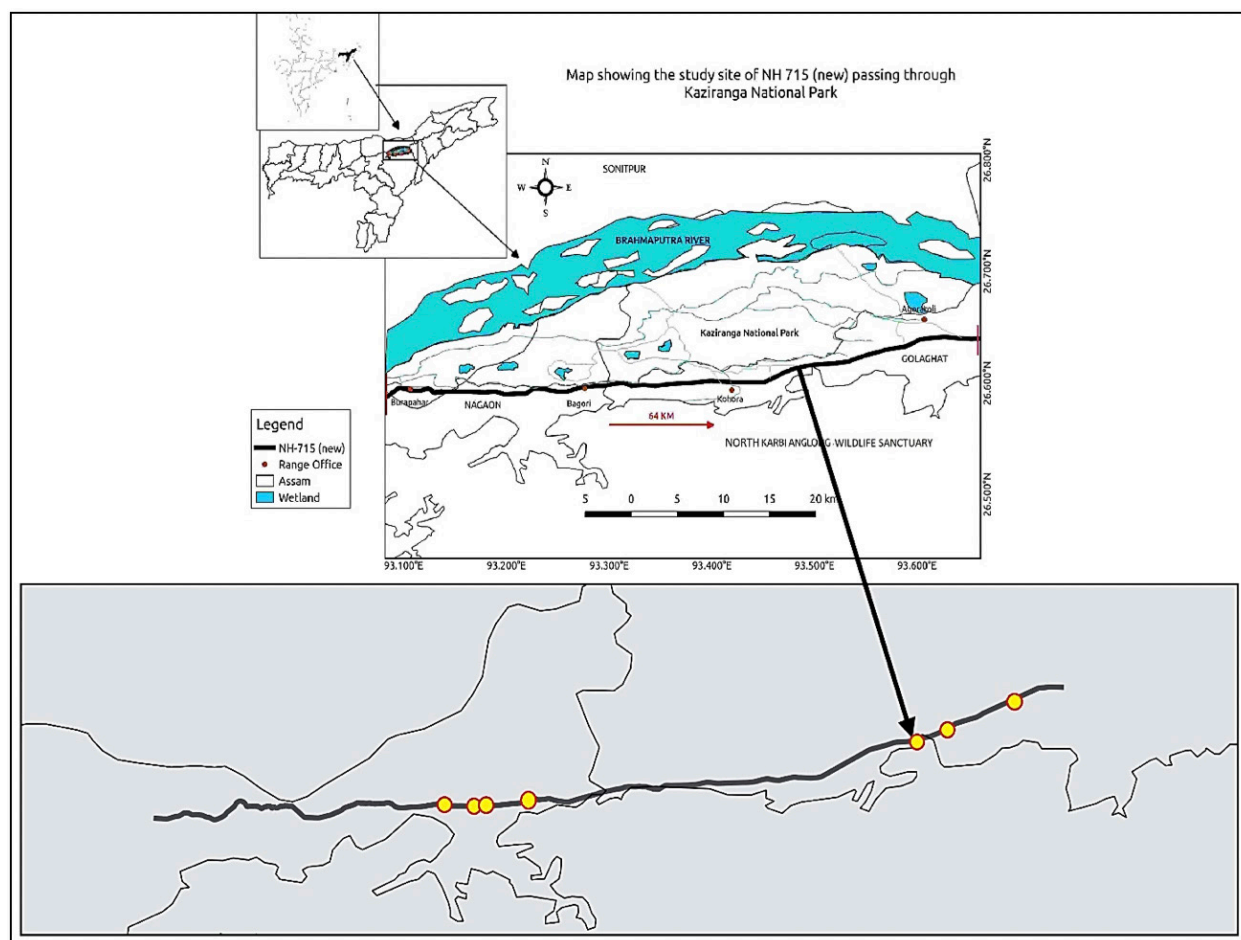 Map showing the study site of NH 715 (new) passing through
Kaziranga National Park
N
W
E
S
SONITPUR
26.800°N
BRAHMAPUTRA RIVER
26.700°N
Agoratoli
Kaziranga National Park
GOLAGHAT
26.600°N
Burapahar
NAGAON
Bagori
Kohora
64 KM
NORTH KARBI ANGLONG WILDLIFE SANCTUARY
26.500°N
Legend
NH-715 (new)
Range Office
Assam
Wetland
5 0 5 10 15 20 km
93.100°E 93.200°E 93.300°E 93.400°E 93.500°E 93.600°E